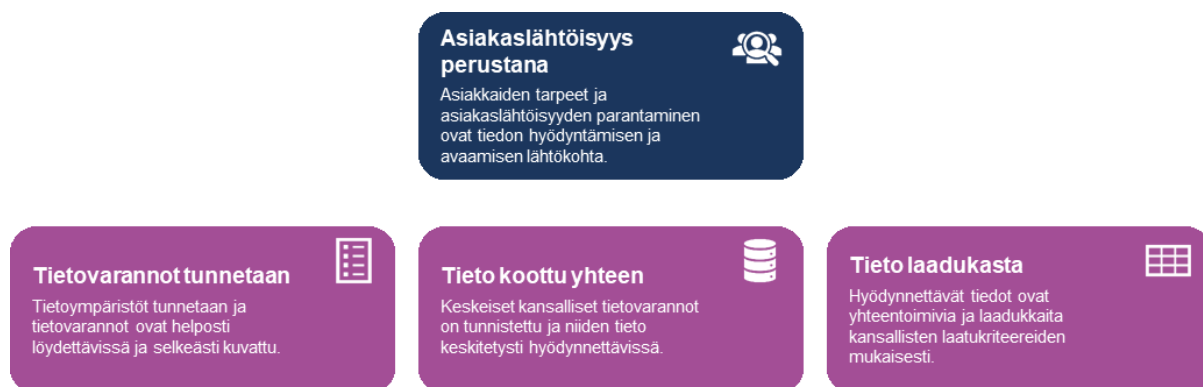 Asiakaslähtöisyys
perustana
Asiakkaiden tarpeet ja
asiakaslähtöisyyden parantaminen
ovat tiedon hyödyntämisen ja
avaamisen lähtökohta.
Tietovarannot tunnetaan
Tietoympäristöt tunnetaan ja
tietovarannot ovat helposti
löydettävissä ja selkeästi kuvattu.
Tieto koottu yhteen
Keskeiset kansalliset tietovarannot
on tunnistettu ja niiden tieto
keskitetysti hyödynnettävissä.
Tieto laadukasta
Hyödynnettävät tiedot ovat
yhteentoimivia ja laadukkaita
kansallisten laatukriteereiden
mukaisesti.